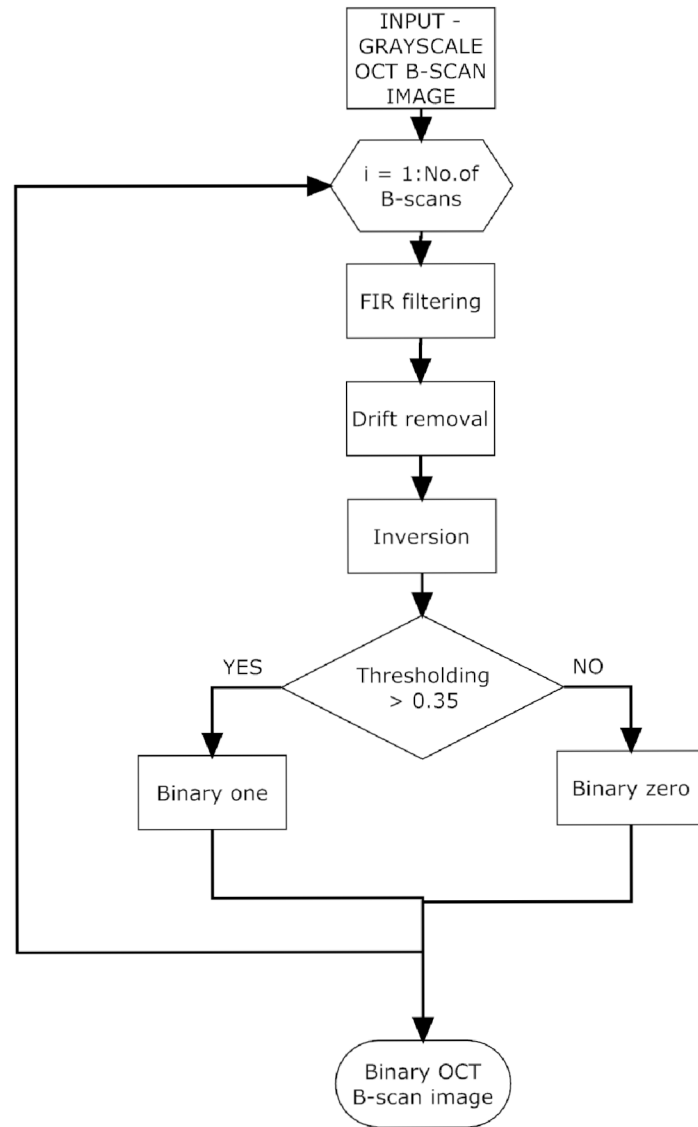 INPUT -
GRAYSCALE
OCT B-SCAN
IMAGE
i = 1:No.of
B-scans
FIR filtering
Drift removal
Inversion
YES
Thresholding
> 0.35
NO
Binary one
Binary zero
Binary OCT
B-scan image